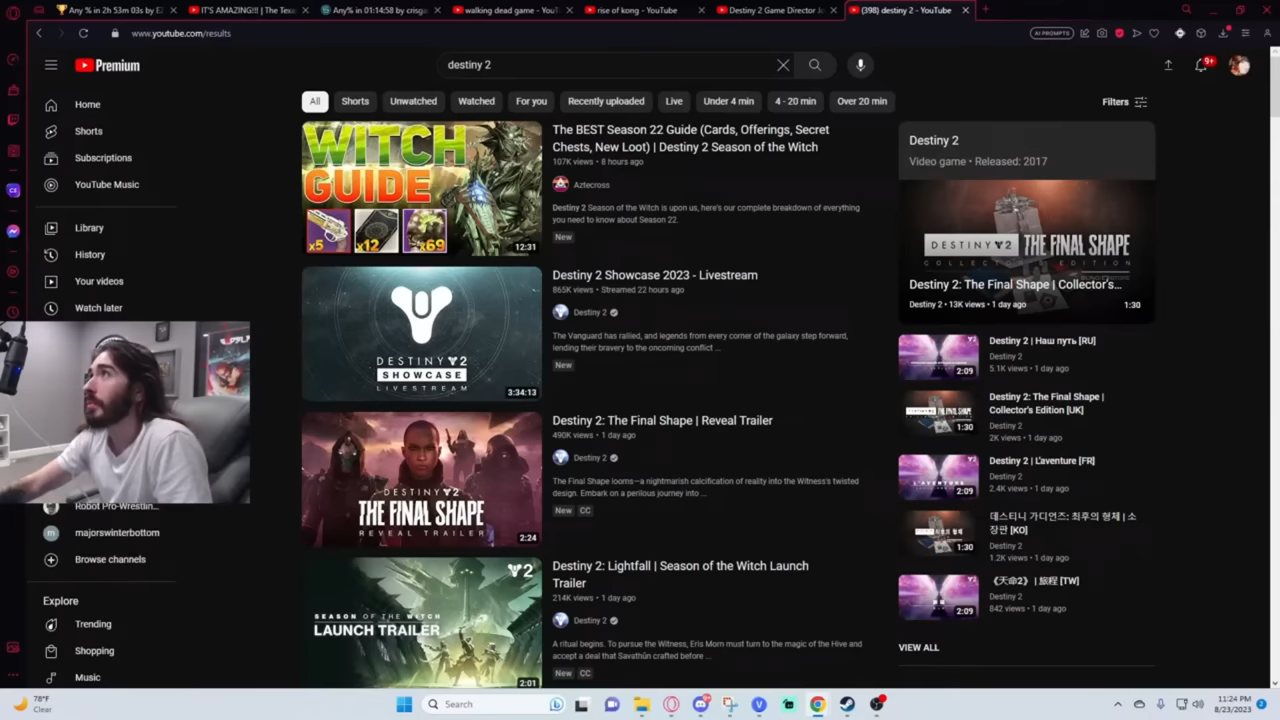 Any% in 2h 53m 03s by E
IT'S AMAZING!!! | The Texas
Any% in 01:14:58 by crisga
walking dead game - YouT
rise of kong - YouTube
Destiny 2 Game Director Jo
(398) destiny 2 - YouTube
www.youtube.com/results
AI PROMPTS
Premium
destiny 2
9+
All
Shorts
Unwatched
Watched
For you
Recently uploaded
Live
Under 4 min
4 - 20 min
Over 20 min
Filters
Home
Shorts
Subscriptions
YouTube Music
Library
History
Your videos
Watch later
Robot Pro-Wrestlin...
majorswinterbottom
Browse channels
Explore
Trending
Shopping
Music
WITCH
GUIDE
x5
x12
x69
12:31
The BEST Season 22 Guide (Cards, Offerings, Secret
Chests, New Loot) | Destiny 2 Season of the Witch
107K views • 8 hours ago
Aztecross
Destiny 2 Season of the Witch is upon us, here's our complete breakdown of everything
you need to know about Season 22.
New
DESTINY 2
SHOWCASE
LIVESTREAM
3:34:13
Destiny 2 Showcase 2023 - Livestream
865K views • Streamed 22 hours ago
Destiny 2
The Vanguard has rallied, and legends from every corner of the galaxy step forward,
lending their bravery to the oncoming conflict ...
New
DESTINY 2
THE FINAL SHAPE
REVEAL TRAILER
2:24
Destiny 2: The Final Shape | Reveal Trailer
490K views • 1 day ago
Destiny 2
The Final Shape looms—a nightmarish calcification of reality into the Witness's twisted
design. Embark on a perilous journey into ...
New
CC
2
SEASON OF THE WITCH
LAUNCH TRAILER
2:01
Destiny 2: Lightfall | Season of the Witch Launch
Trailer
214K views • 1 day ago
Destiny 2
A ritual begins. To pursue the Witness, Eris Morn must turn to the magic of the Hive and
accept a deal that Savathûn crafted before ...
New
CC
Destiny 2
Video game • Released: 2017
DESTINY 2 THE FINAL SHAPE
COLLECTOR'S EDITION
Destiny 2: The Final Shape | Collector's...
Destiny 2 • 13K views • 1 day ago
1:30
2:09
Destiny 2 | Наш путь [RU]
Destiny 2
5.1K views • 1 day ago
1:30
Destiny 2: The Final Shape |
Collector's Edition [UK]
Destiny 2
2K views • 1 day ago
L'AVENTURE
2:09
Destiny 2 | L'aventure [FR]
Destiny 2
2.4K views • 1 day ago
1:30
데스티니 가디언즈: 최후의 형체 | 소
장판 [KO]
Destiny 2
1.2K views • 1 day ago
2:09
《天命2》 | 旅程 [TW]
Destiny 2
842 views • 1 day ago
VIEW ALL
78°F
Clear
Search
11:24 PM
8/23/2023
2